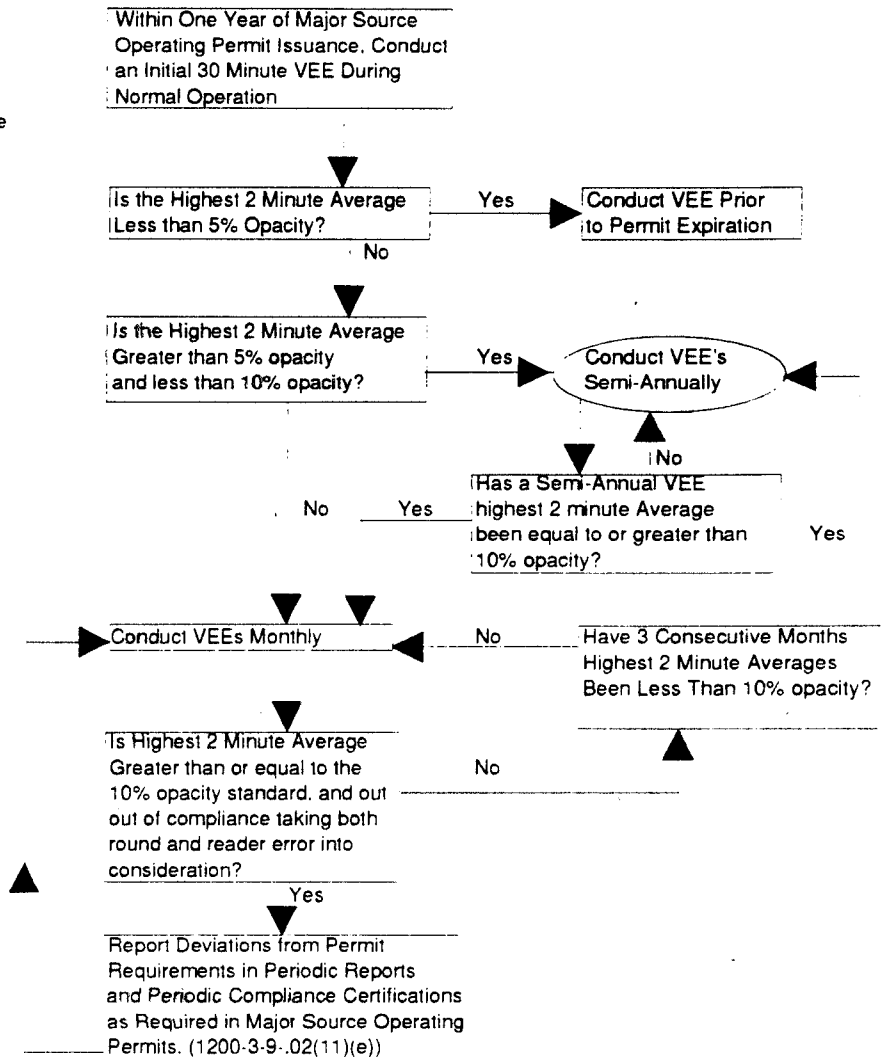 Within One Year of Major Source
Operating Permit Issuance, Conduct
an Initial 30 Minute VEE During
Normal Operation
e
Is the Highest 2 Minute Average
Less than 5% Opacity?
Yes
Conduct VEE Prior
to Permit Expiration
No
Is the Highest 2 Minute Average
Greater than 5% opacity
and less than 10% opacity?
Yes
Conduct VEE's
Semi-Annually
No
Has a Semi-Annual VEE
highest 2 minute Average
been equal to or greater than
10% opacity?
No
Yes
Yes
Conduct VEEs Monthly
No
Have 3 Consecutive Months
Highest 2 Minute Averages
Been Less Than 10% opacity?
Is Highest 2 Minute Average
Greater than or equal to the
10% opacity standard, and out
out of compliance taking both
round and reader error into
consideration?
No
Yes
Report Deviations from Permit
Requirements in Periodic Reports
and Periodic Compliance Certifications
as Required in Major Source Operating
Permits. (1200-3-9-.02(11)(e))